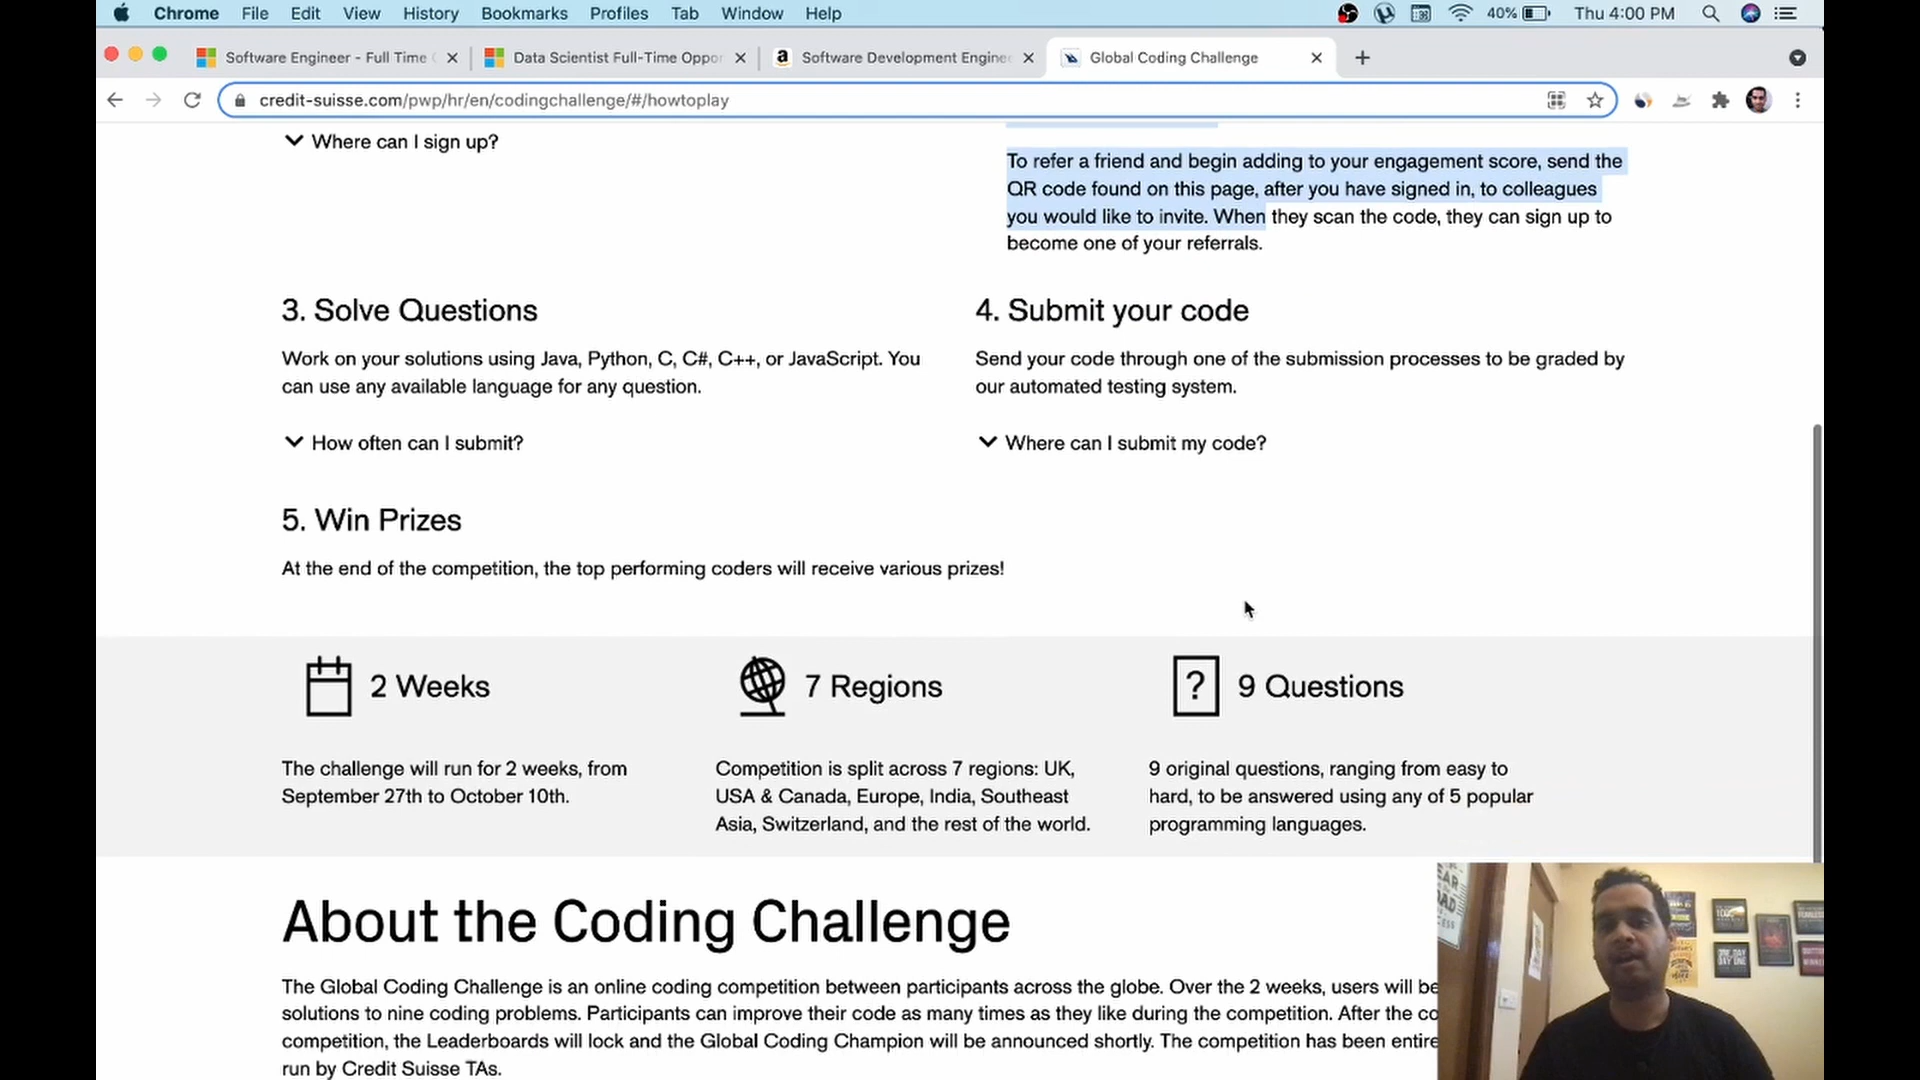 Chrome File Edit View History Bookmarks Profiles Tab Window Help 40% Thu 4:00 PM
Software Engineer - Full Time Data Scientist Full-Time Oppor Software Development Enginee Global Coding Challenge
credit-suisse.com/pwp/hr/en/codingchallenge/#/howtoplay
Where can I sign up?
To refer a friend and begin adding to your engagement score, send the
QR code found on this page, after you have signed in, to colleagues
you would like to invite. When they scan the code, they can sign up to
become one of your referrals.
3. Solve Questions
Work on your solutions using Java, Python, C, C#, C++, or JavaScript. You
can use any available language for any question.
How often can I submit?
4. Submit your code
Send your code through one of the submission processes to be graded by
our automated testing system.
Where can I submit my code?
5. Win Prizes
At the end of the competition, the top performing coders will receive various prizes!
2 Weeks
The challenge will run for 2 weeks, from
September 27th to October 10th.
7 Regions
Competition is split across 7 regions: UK,
USA & Canada, Europe, India, Southeast
Asia, Switzerland, and the rest of the world.
? 9 Questions
9 original questions, ranging from easy to
hard, to be answered using any of 5 popular
programming languages.
About the Coding Challenge
The Global Coding Challenge is an online coding competition between participants across the globe. Over the 2 weeks, users will be
solutions to nine coding problems. Participants can improve their code as many times as they like during the competition. After the co
competition, the Leaderboards will lock and the Global Coding Champion will be announced shortly. The competition has been entire
run by Credit Suisse TAs.